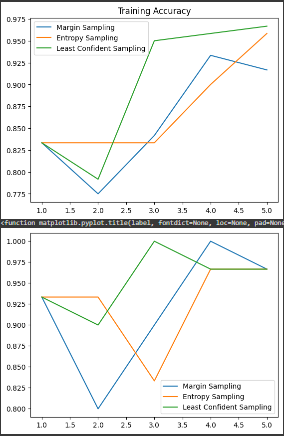 Training Accuracy
Margin Sampling
Entropy Sampling
Least Confident Sampling
0.975
0.950
0.925
0.900
0.875
0.850
0.825
0.800
0.775
1.0 1.5 2.0 2.5 3.0 3.5 4.0 4.5 5.0
<function matplotlib.pyplot.title(label, fontdict=None, loc=None, pad=None
1.000
0.975
0.950
0.925
0.900
0.875
0.850
0.825
0.800
Margin Sampling
Entropy Sampling
Least Confident Sampling
1.0 1.5 2.0 2.5 3.0 3.5 4.0 4.5 5.0